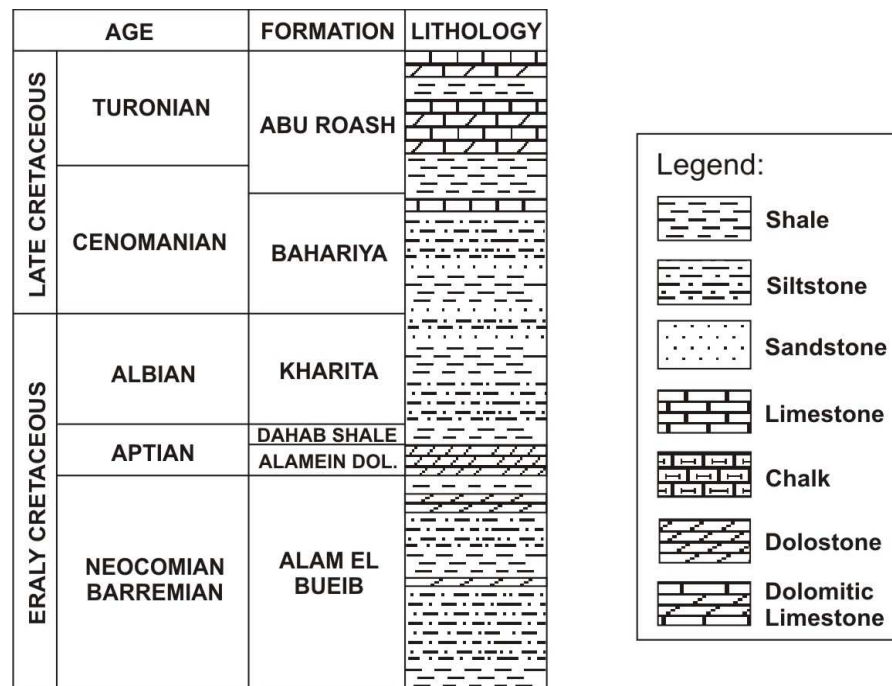 AGE FORMATION LITHOLOGY
LATE CRETACEOUS
TURONIAN
CENOMANIAN
ABU ROASH
BAHARIYA
ERALY CRETACEOUS
ALBIAN
APTIAN
NEOCOMIAN
BARREMIAN
KHARITA
DAHAB SHALE
ALAMEIN DOL.
ALAM EL
BUEIB
Legend:
Shale
Siltstone
Sandstone
Limestone
Chalk
Dolostone
Dolomitic
Limestone